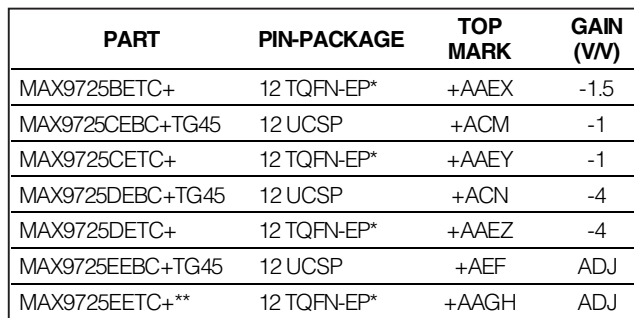 PART PIN-PACKAGE TOP MARK GAIN (V/V)
MAX9725BETC+ 12 TQFN-EP* +AAEX -1.5
MAX9725CEBC+TG45 12 UCSP +ACM -1
MAX9725CETC+ 12 TQFN-EP* +AAEY -1
MAX9725DEBC+TG45 12 UCSP +ACN -4
MAX9725DETC+ 12 TQFN-EP* +AAEZ -4
MAX9725EEBC+TG45 12 UCSP +AEF ADJ
MAX9725EETC+** 12 TQFN-EP* +AAGH ADJ